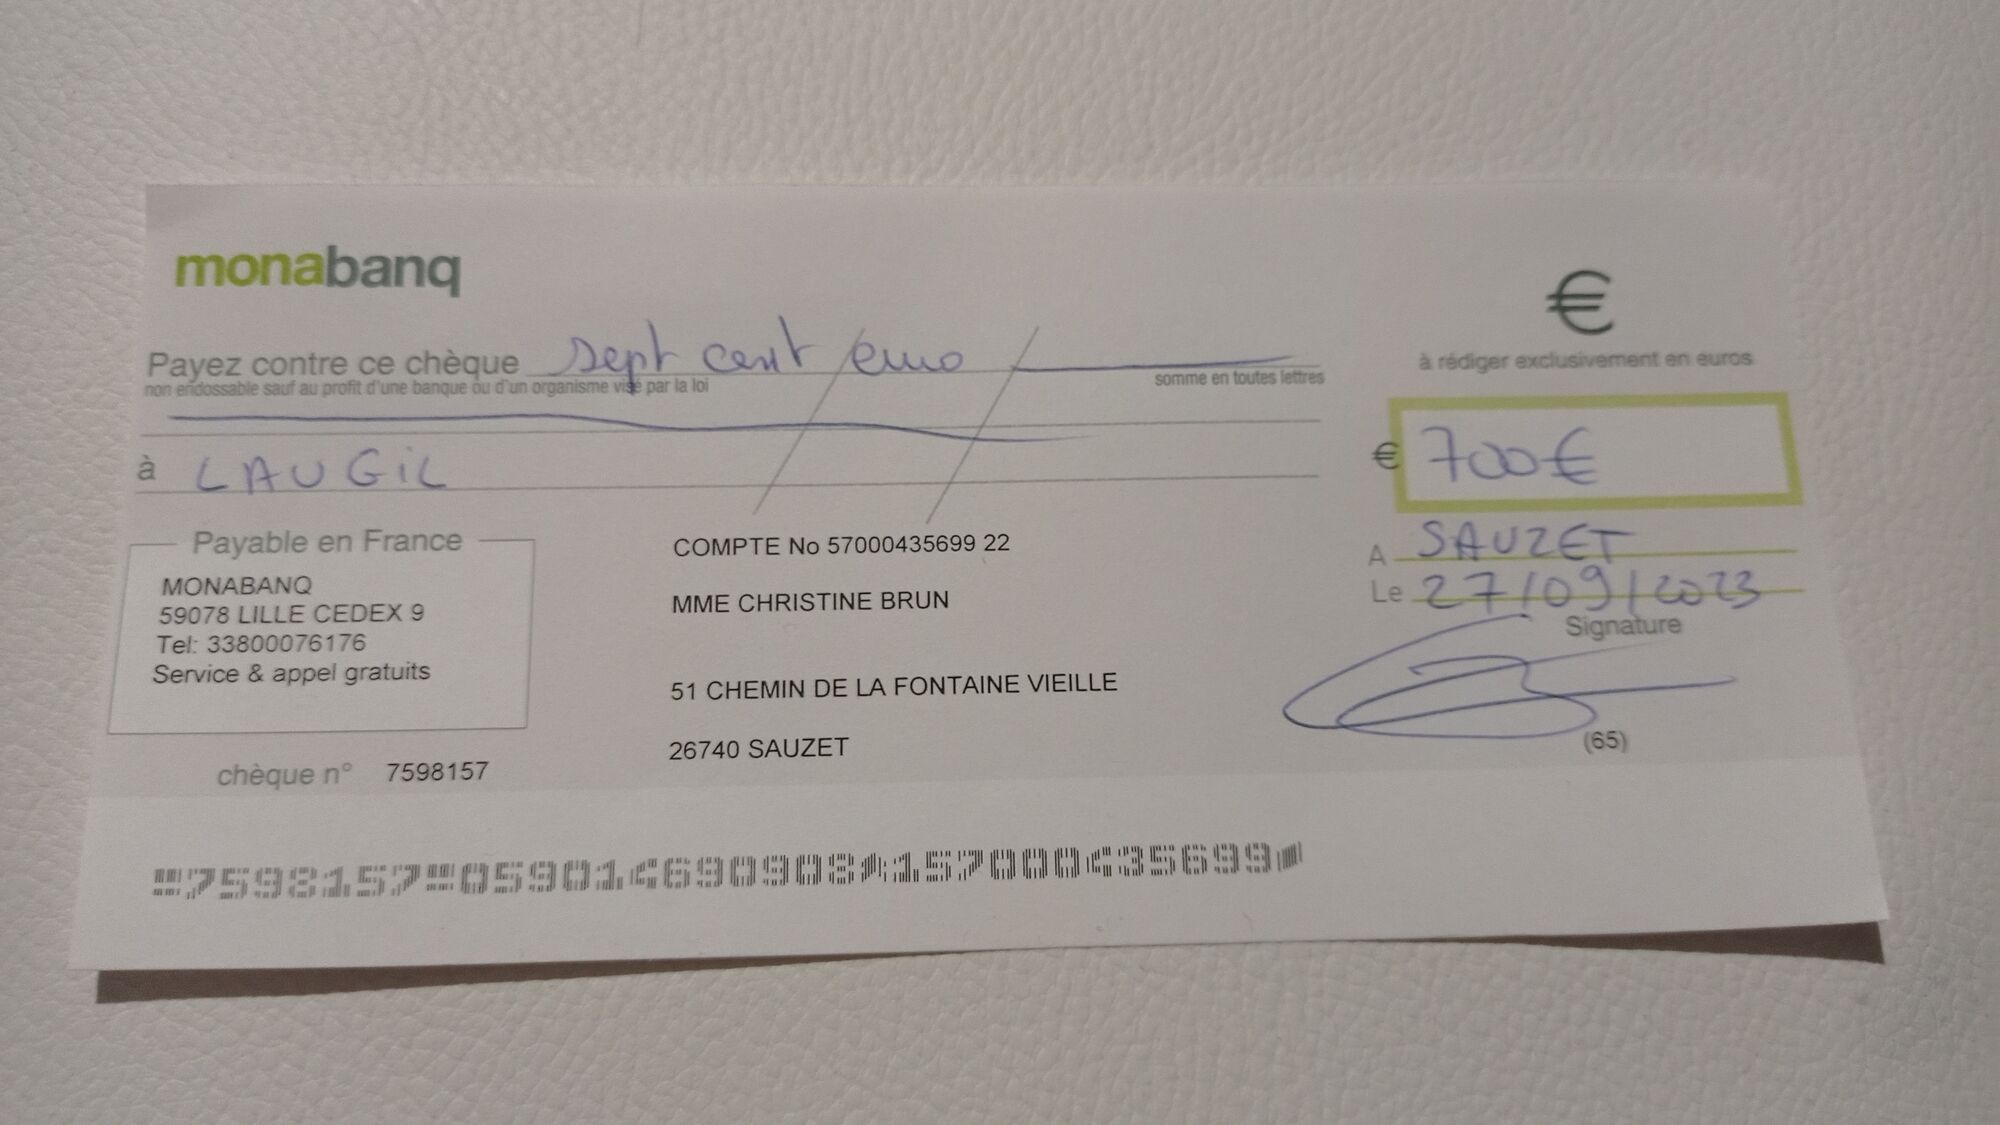 monabanq
€
Payez contre ce chèque sept cent euro
à rédiger exclusivement en euros
non endossable sauf au profit d'une banque ou d'un organisme visé par la loi
somme en toutes lettres
€ 700€
à LAUGIL
A SAUZET
Le 27/09/2023
Signature
Payable en France
MONABANQ
59078 LILLE CEDEX 9
Tel: 33800076176
Service & appel gratuits
COMPTE No 57000435699 22
MME CHRISTINE BRUN
51 CHEMIN DE LA FONTAINE VIEILLE
26740 SAUZET
(65)
chèque n° 7598157
7598157 059014690908 157000435699